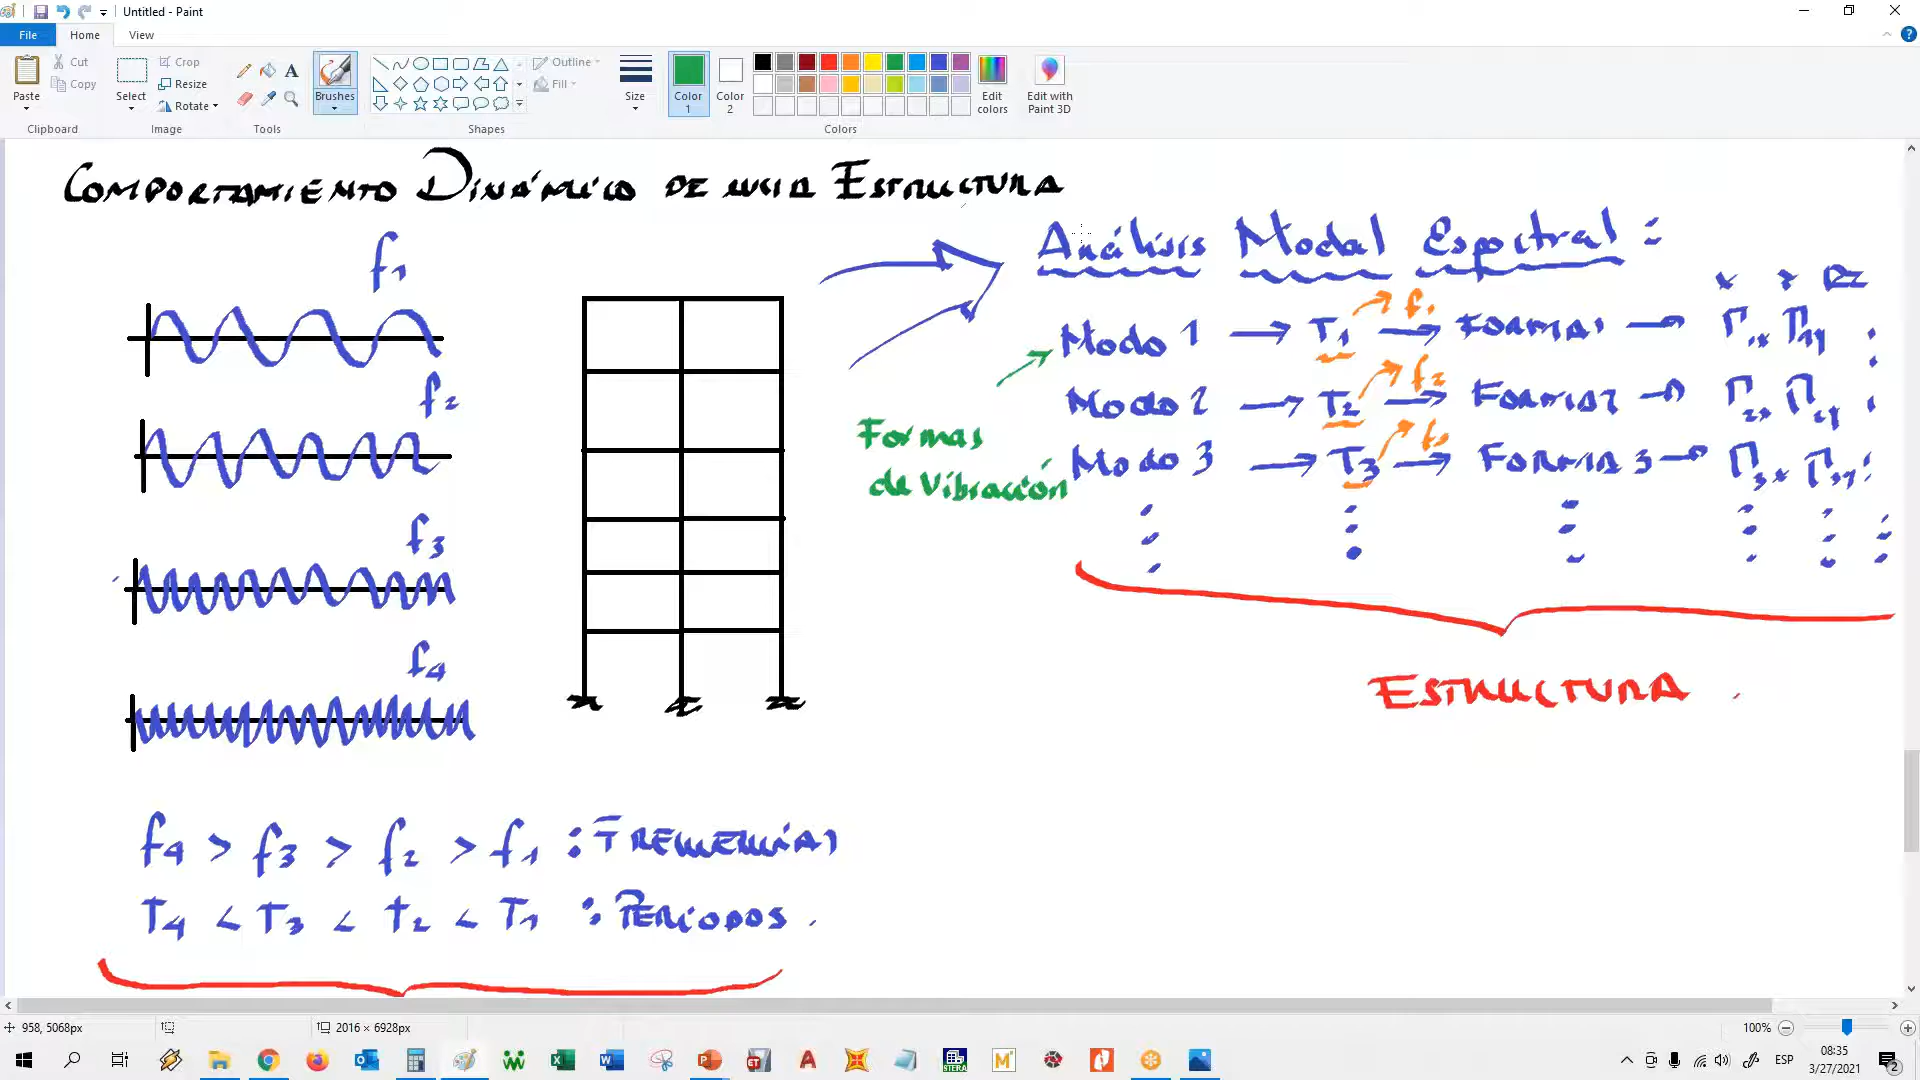 Untitled - Paint
File Home View
Paste
Cut
Copy
Clipboard
Select
Crop
Resize
Rotate
Image
Tools
Brushes
Shapes
Outline
Fill
Size
Color 1
Color 2
Colors
Edit colors
Edit with Paint 3D
COMPORTAMIENTO DINÁMICO DE UNA ESTRUCTURA
Análisis Modal Espectral :
f1
f2
f3
f4
x y RZ
Modo 1 → T1 → FORMA1 → Γ1x Γ1y
f1
Modo 2 → T2 → FORMA2 → Γ2x Γ2y
f2
Modo 3 → T3 → FORMA 3 → Γ3x Γ3y
f3
Formas
de Vibración
ESTRUCTURA
f4 > f3 > f2 > f1 : FRECUENCIAS
T4 < T3 < T2 < T1 : PERIODOS .
958, 5068px
2016 × 6928px
100%
ESP
08:35
3/27/2021